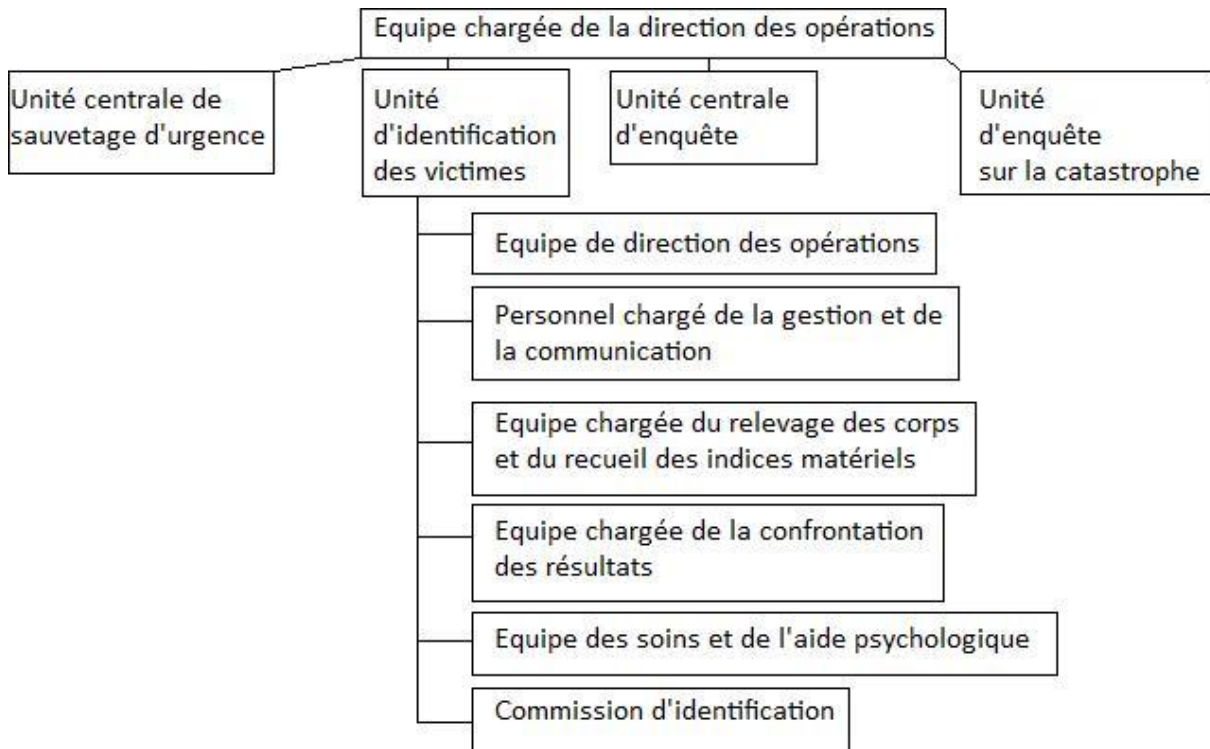 Equipe chargée de la direction des opérations
Unité centrale de
sauvetage d'urgence
Unité
d'identification
des victimes
Unité centrale
d'enquête
Unité
d'enquête
sur la catastrophe
Equipe de direction des opérations
Personnel chargé de la gestion et de
la communication
Equipe chargée du relevage des corps
et du recueil des indices matériels
Equipe chargée de la confrontation
des résultats
Equipe des soins et de l'aide psychologique
Commission d'identification